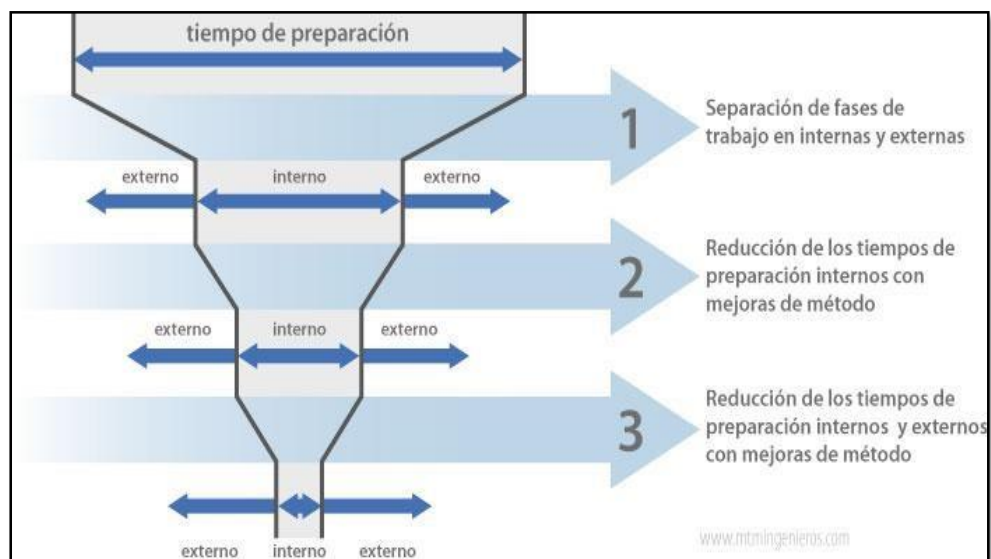 tiempo de preparación
1
Separación de fases de
trabajo en internas y externas
externo interno externo
2
Reducción de los tiempos de
preparación internos con
mejoras de método
externo interno externo
3
Reducción de los tiempos de
preparación internos y externos
con mejoras de método
externo interno externo
www.mtmingenieros.com